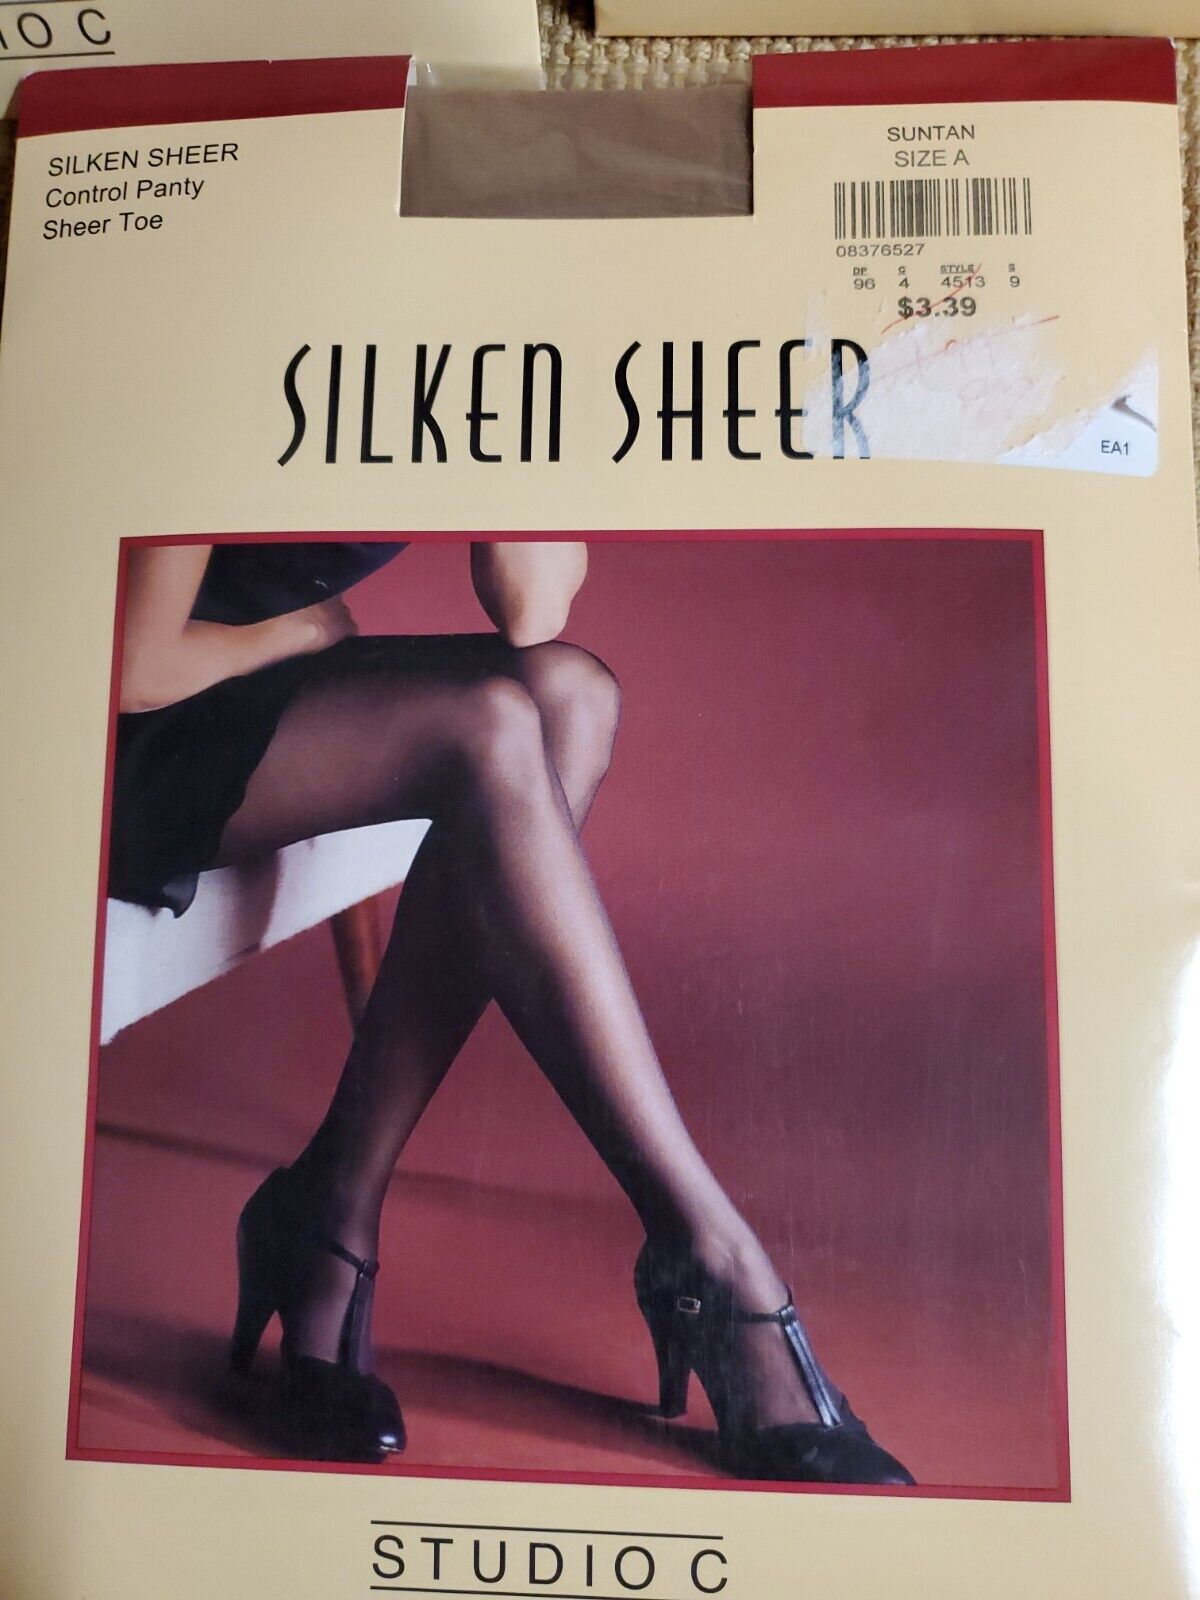 IO C
SILKEN SHEER
Control Panty
Sheer Toe
SUNTAN
SIZE A
08376527
DP C STYLE S
96 4 4513 9
$3.39
SILKEN SHEER
EA1
STUDIO C